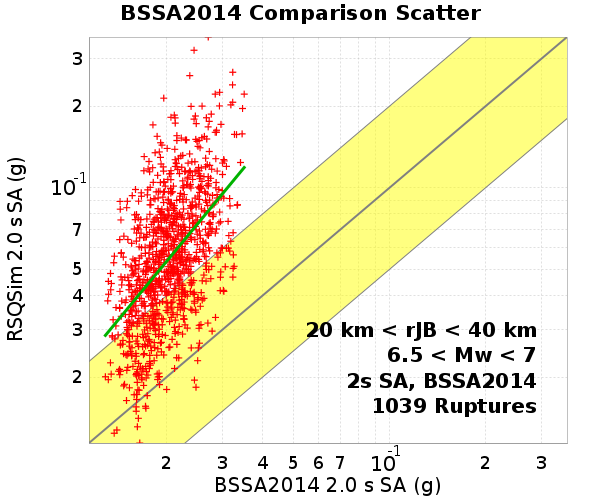 BSSA2014 Comparison Scatter
RSQSim 2.0 s SA (g)
3
2
10-1
7
5
4
3
2
20 km < rJB < 40 km
6.5 < Mw < 7
2s SA, BSSA2014
1039 Ruptures
2 3 4 5 6 7 10-1 2 3
BSSA2014 2.0 s SA (g)